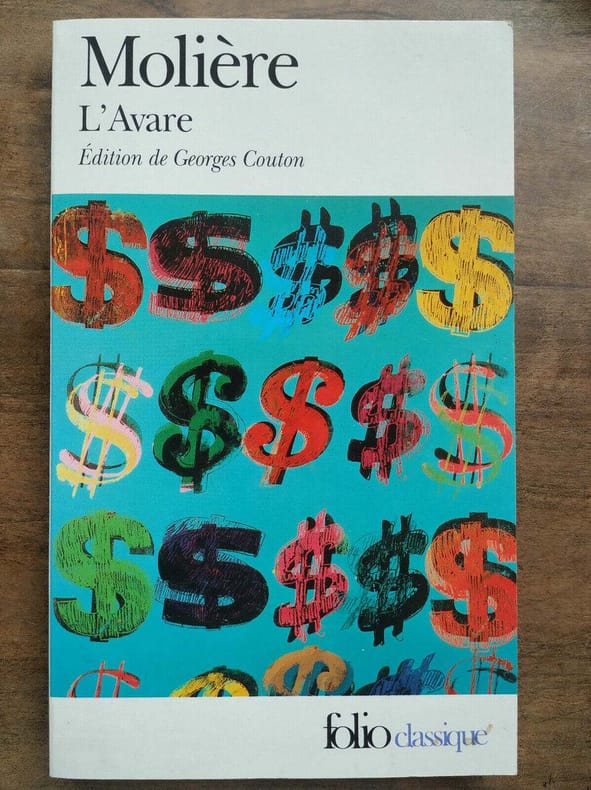 Molière
L'Avare
Édition de Georges Couton
folio classique